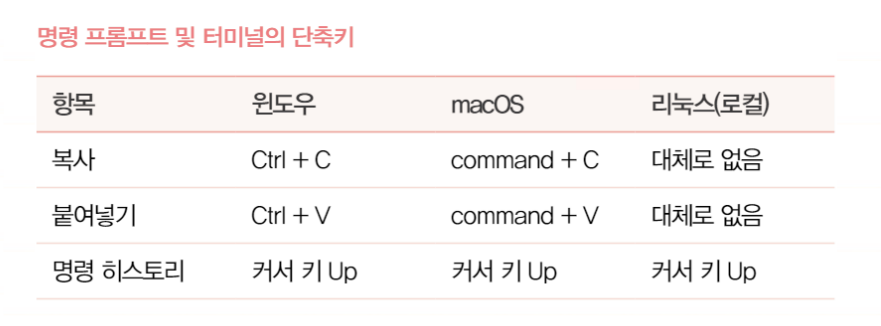 명령 프롬프트 및 터미널의 단축키
항목 윈도우 macOS 리눅스(로컬)
복사 Ctrl + C command + C 대체로 없음
붙여넣기 Ctrl + V command + V 대체로 없음
명령 히스토리 커서 키 Up 커서 키 Up 커서 키 Up